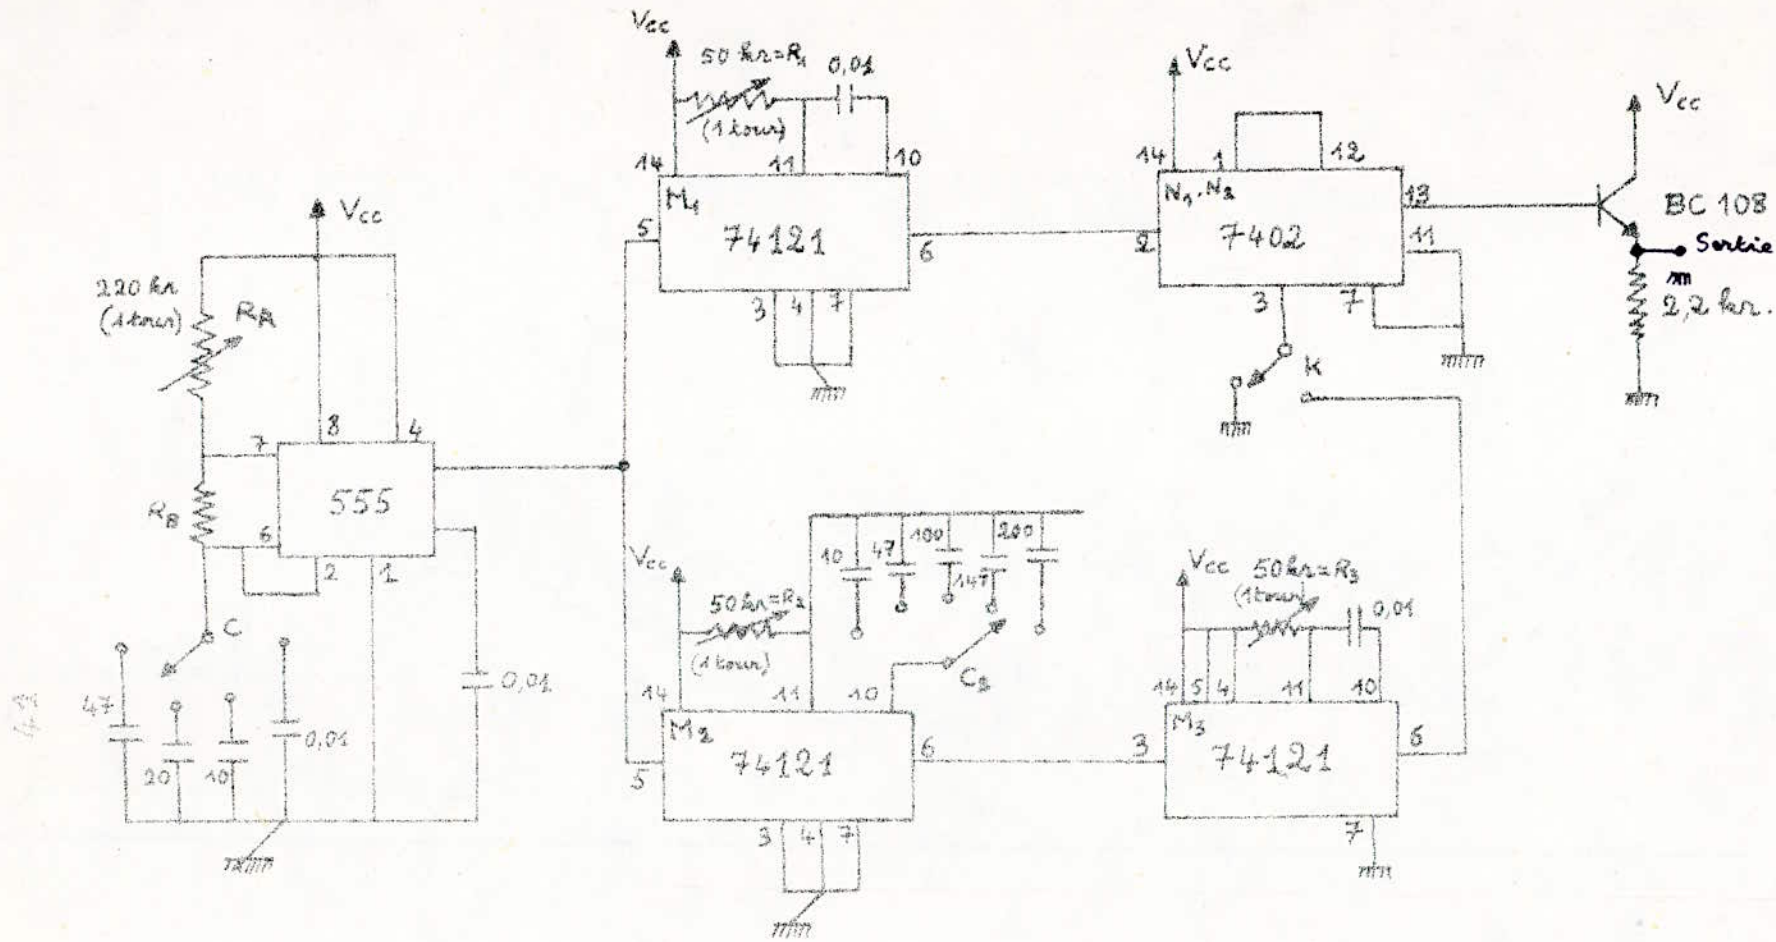 Vcc
50 kΩ=R1
0,01
(1 tour)
14
11
10
M1
74121
5
6
3
4
7
Vcc
14
1
12
N1.N2
7402
13
2
11
3
7
K
Vcc
BC 108
Sortie
2,2 kΩ.
Vcc
220 kΩ
(1 tour)
RA
8
4
7
555
RB
6
2
1
C
47
20
10
0,01
0,01
Vcc
50 kΩ=R2
(1 tour)
10
47
100
147
200
14
11
10
C2
M2
74121
5
6
3
4
7
Vcc
50 kΩ=R3
(1 tour)
0,01
14
5
4
11
10
M3
74121
3
6
7